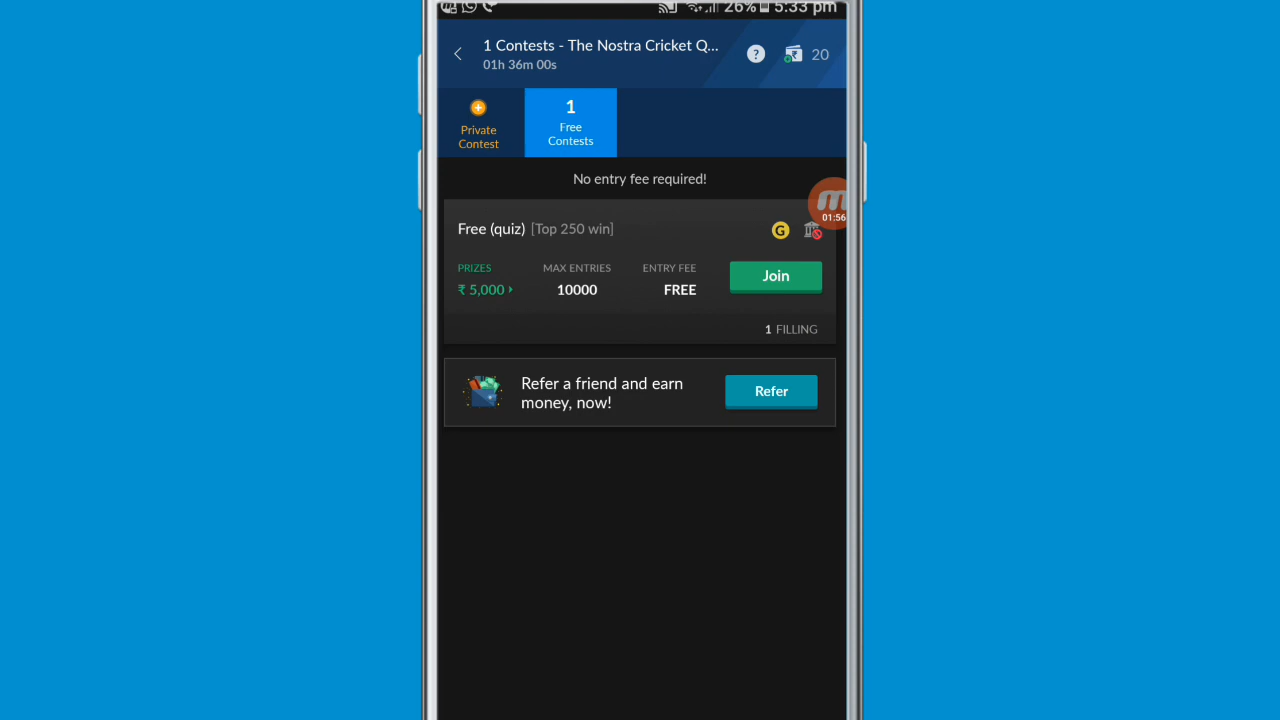 26% 5:33 pm
1 Contests - The Nostra Cricket Q...
01h 36m 00s
?
20
Private
Contest
1
Free
Contests
No entry fee required!
01:56
Free (quiz) [Top 250 win]
G
PRIZES MAX ENTRIES ENTRY FEE
₹ 5,000 10000 FREE
Join
1 FILLING
Refer a friend and earn
money, now!
Refer